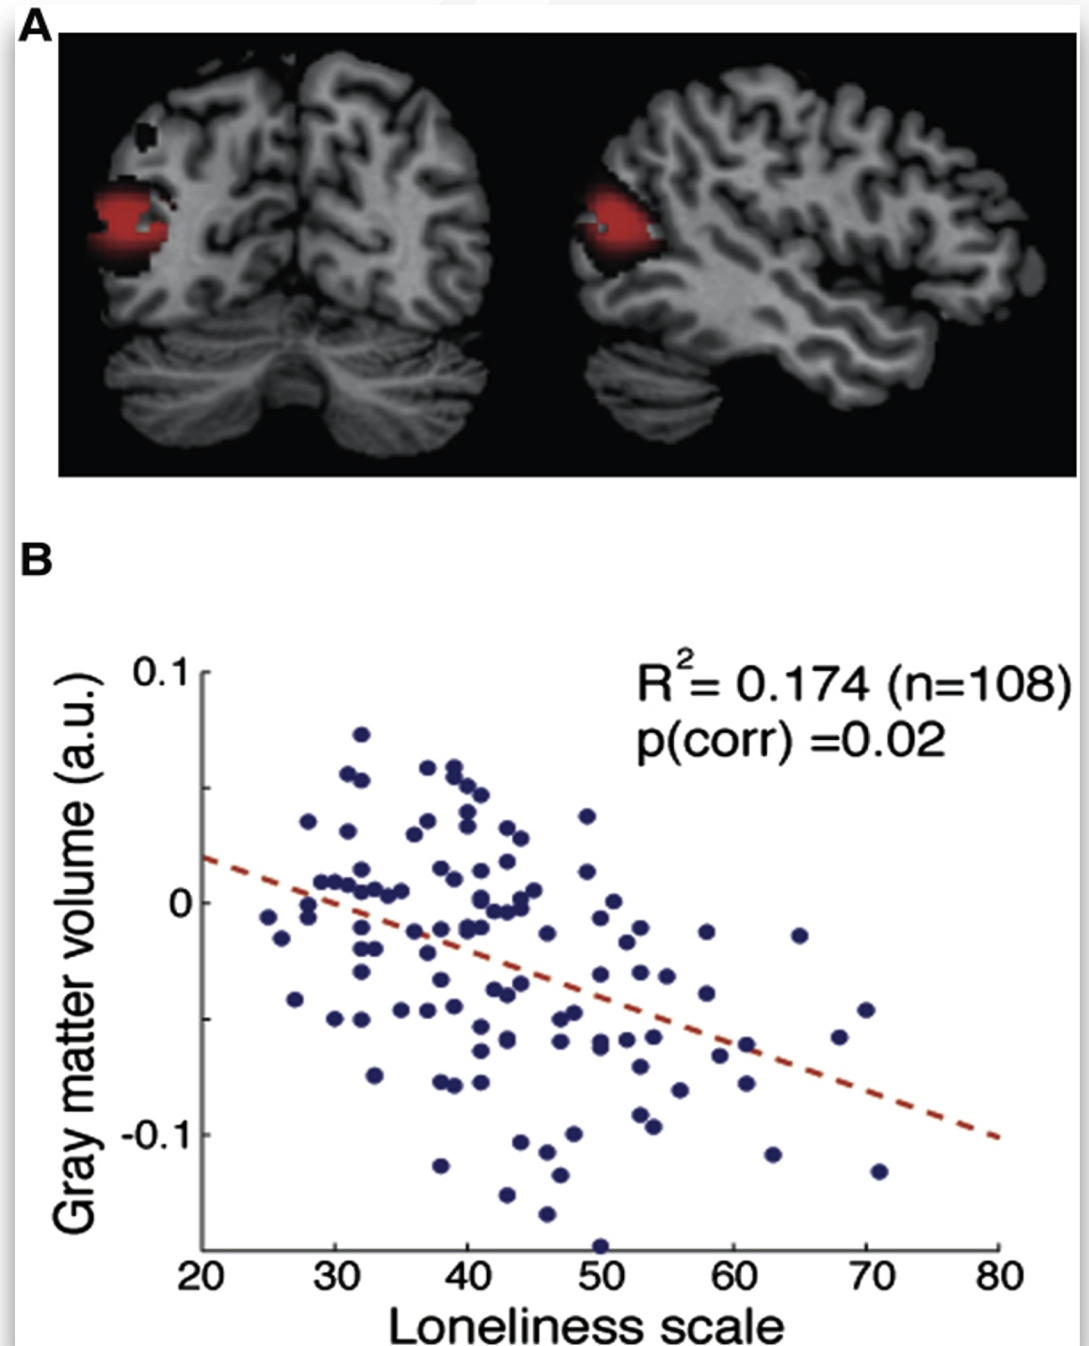 A
B
R²= 0.174 (n=108)
p(corr) =0.02
Gray matter volume (a.u.)
0.1
0
-0.1
20 30 40 50 60 70 80
Loneliness scale